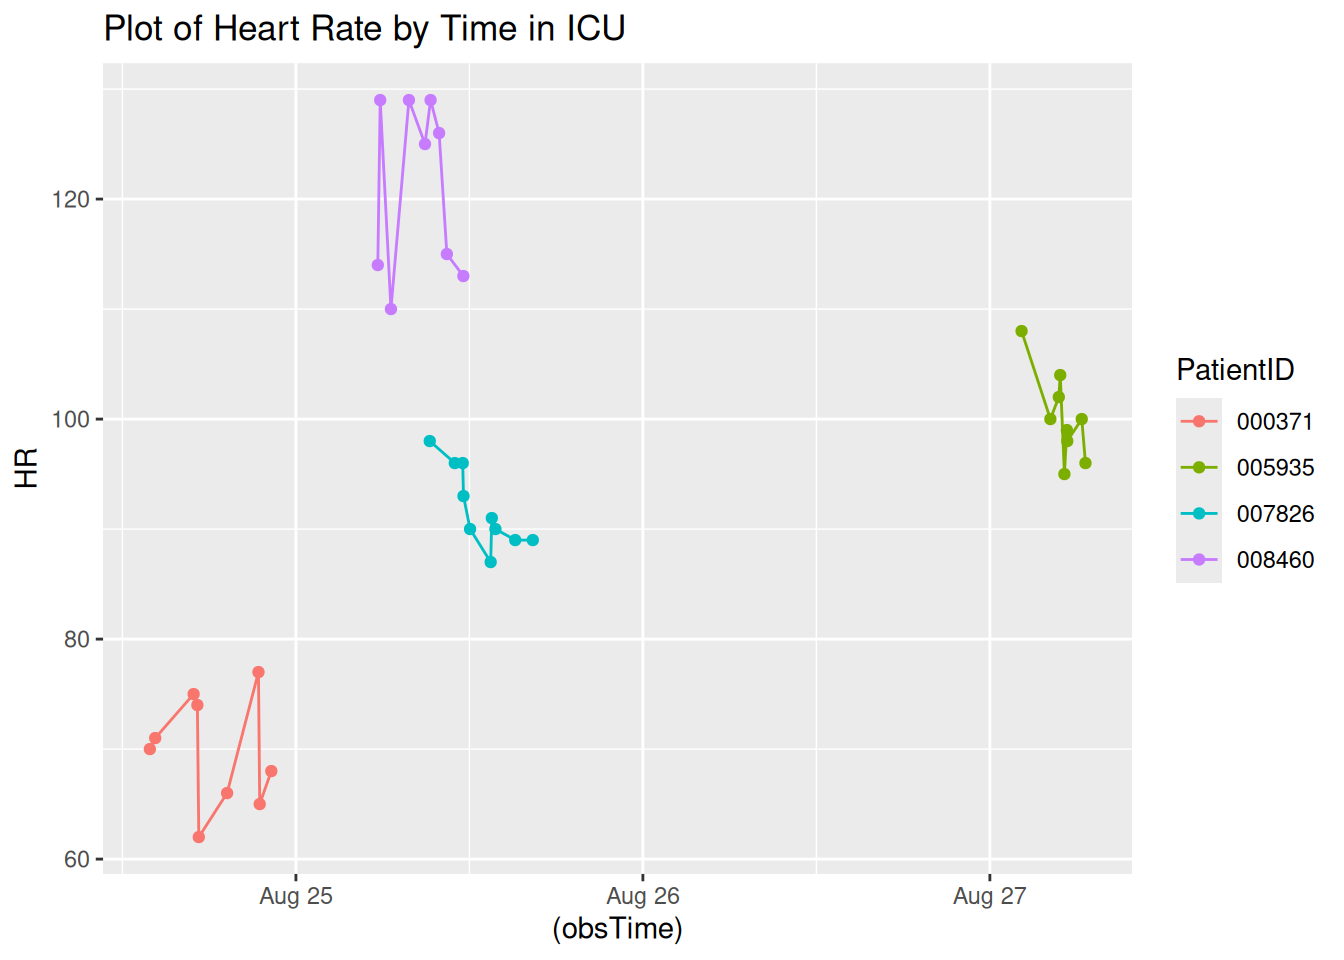 Plot of Heart Rate by Time in ICU
120
100
80
60
HR
Aug 25
Aug 26
Aug 27
(obsTime)
PatientID
000371
005935
007826
008460